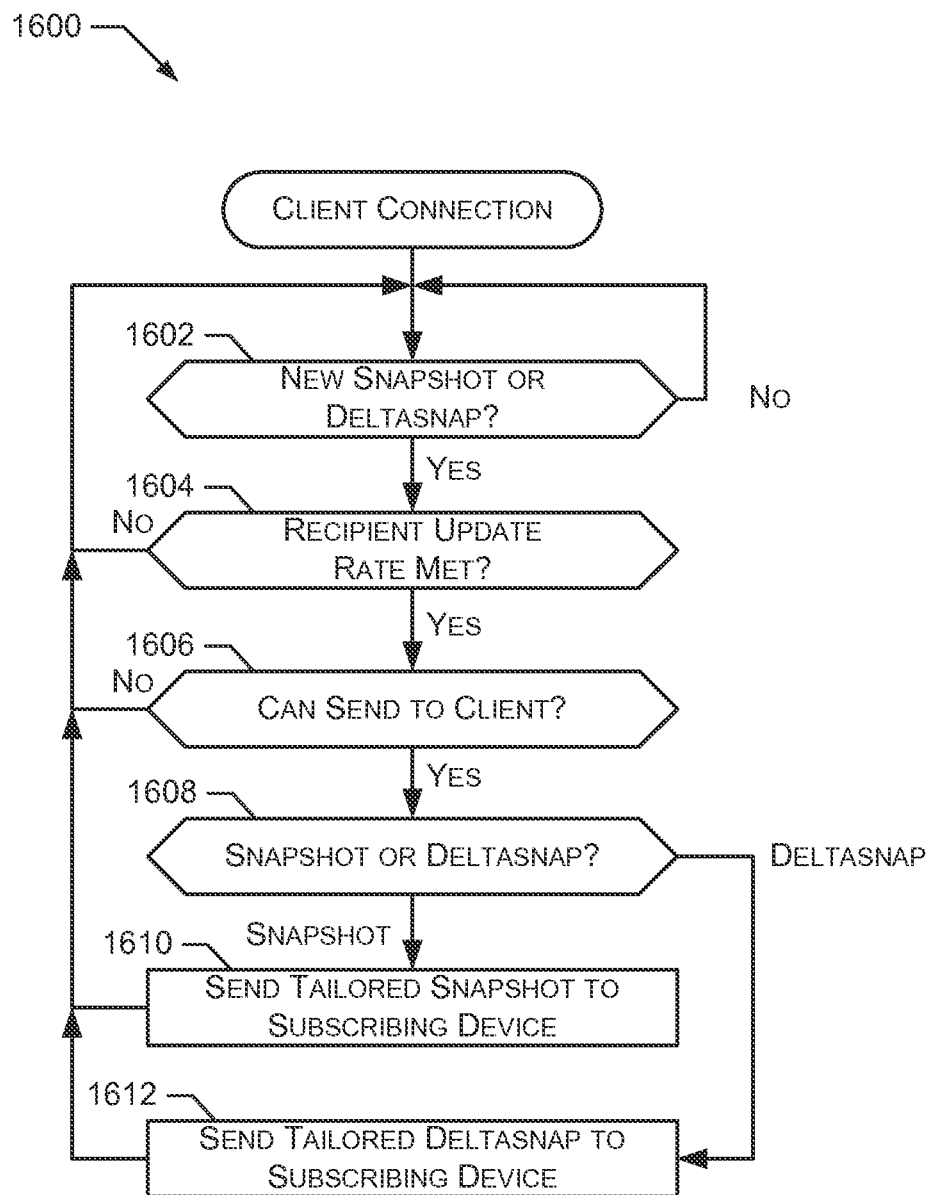 1600
CLIENT CONNECTION
1602
NEW SNAPSHOT OR
DELTASNAP?
NO
YES
1604
NO
RECIPIENT UPDATE
RATE MET?
YES
1606
NO
CAN SEND TO CLIENT?
YES
1608
SNAPSHOT OR DELTASNAP?
DELTASNAP
SNAPSHOT
1610
SEND TAILORED SNAPSHOT TO
SUBSCRIBING DEVICE
1612
SEND TAILORED DELTASNAP TO
SUBSCRIBING DEVICE